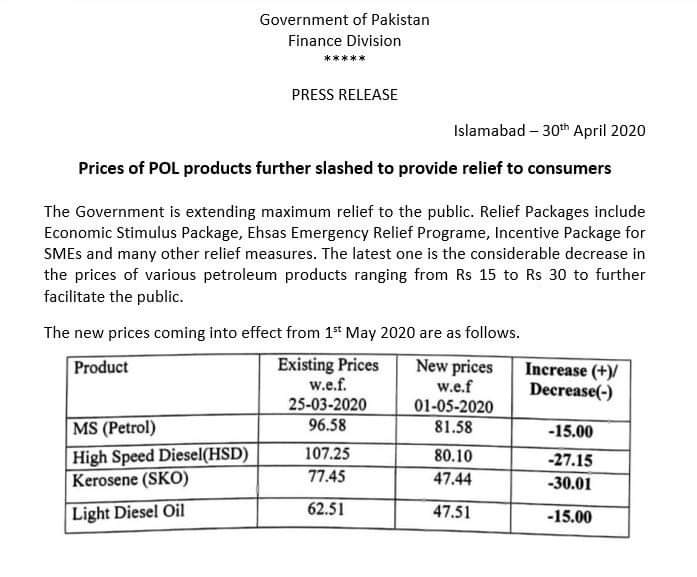 Government of Pakistan
Finance Division
*****
PRESS RELEASE
Islamabad – 30th April 2020
Prices of POL products further slashed to provide relief to consumers
The Government is extending maximum relief to the public. Relief Packages include
Economic Stimulus Package, Ehsas Emergency Relief Programe, Incentive Package for
SMEs and many other relief measures. The latest one is the considerable decrease in
the prices of various petroleum products ranging from Rs 15 to Rs 30 to further
facilitate the public.
The new prices coming into effect from 1st May 2020 are as follows.
Product Existing Prices New prices Increase (+)/
w.e.f. w.e.f Decrease(-)
25-03-2020 01-05-2020
MS (Petrol) 96.58 81.58 -15.00
High Speed Diesel(HSD) 107.25 80.10 -27.15
Kerosene (SKO) 77.45 47.44 -30.01
Light Diesel Oil 62.51 47.51 -15.00